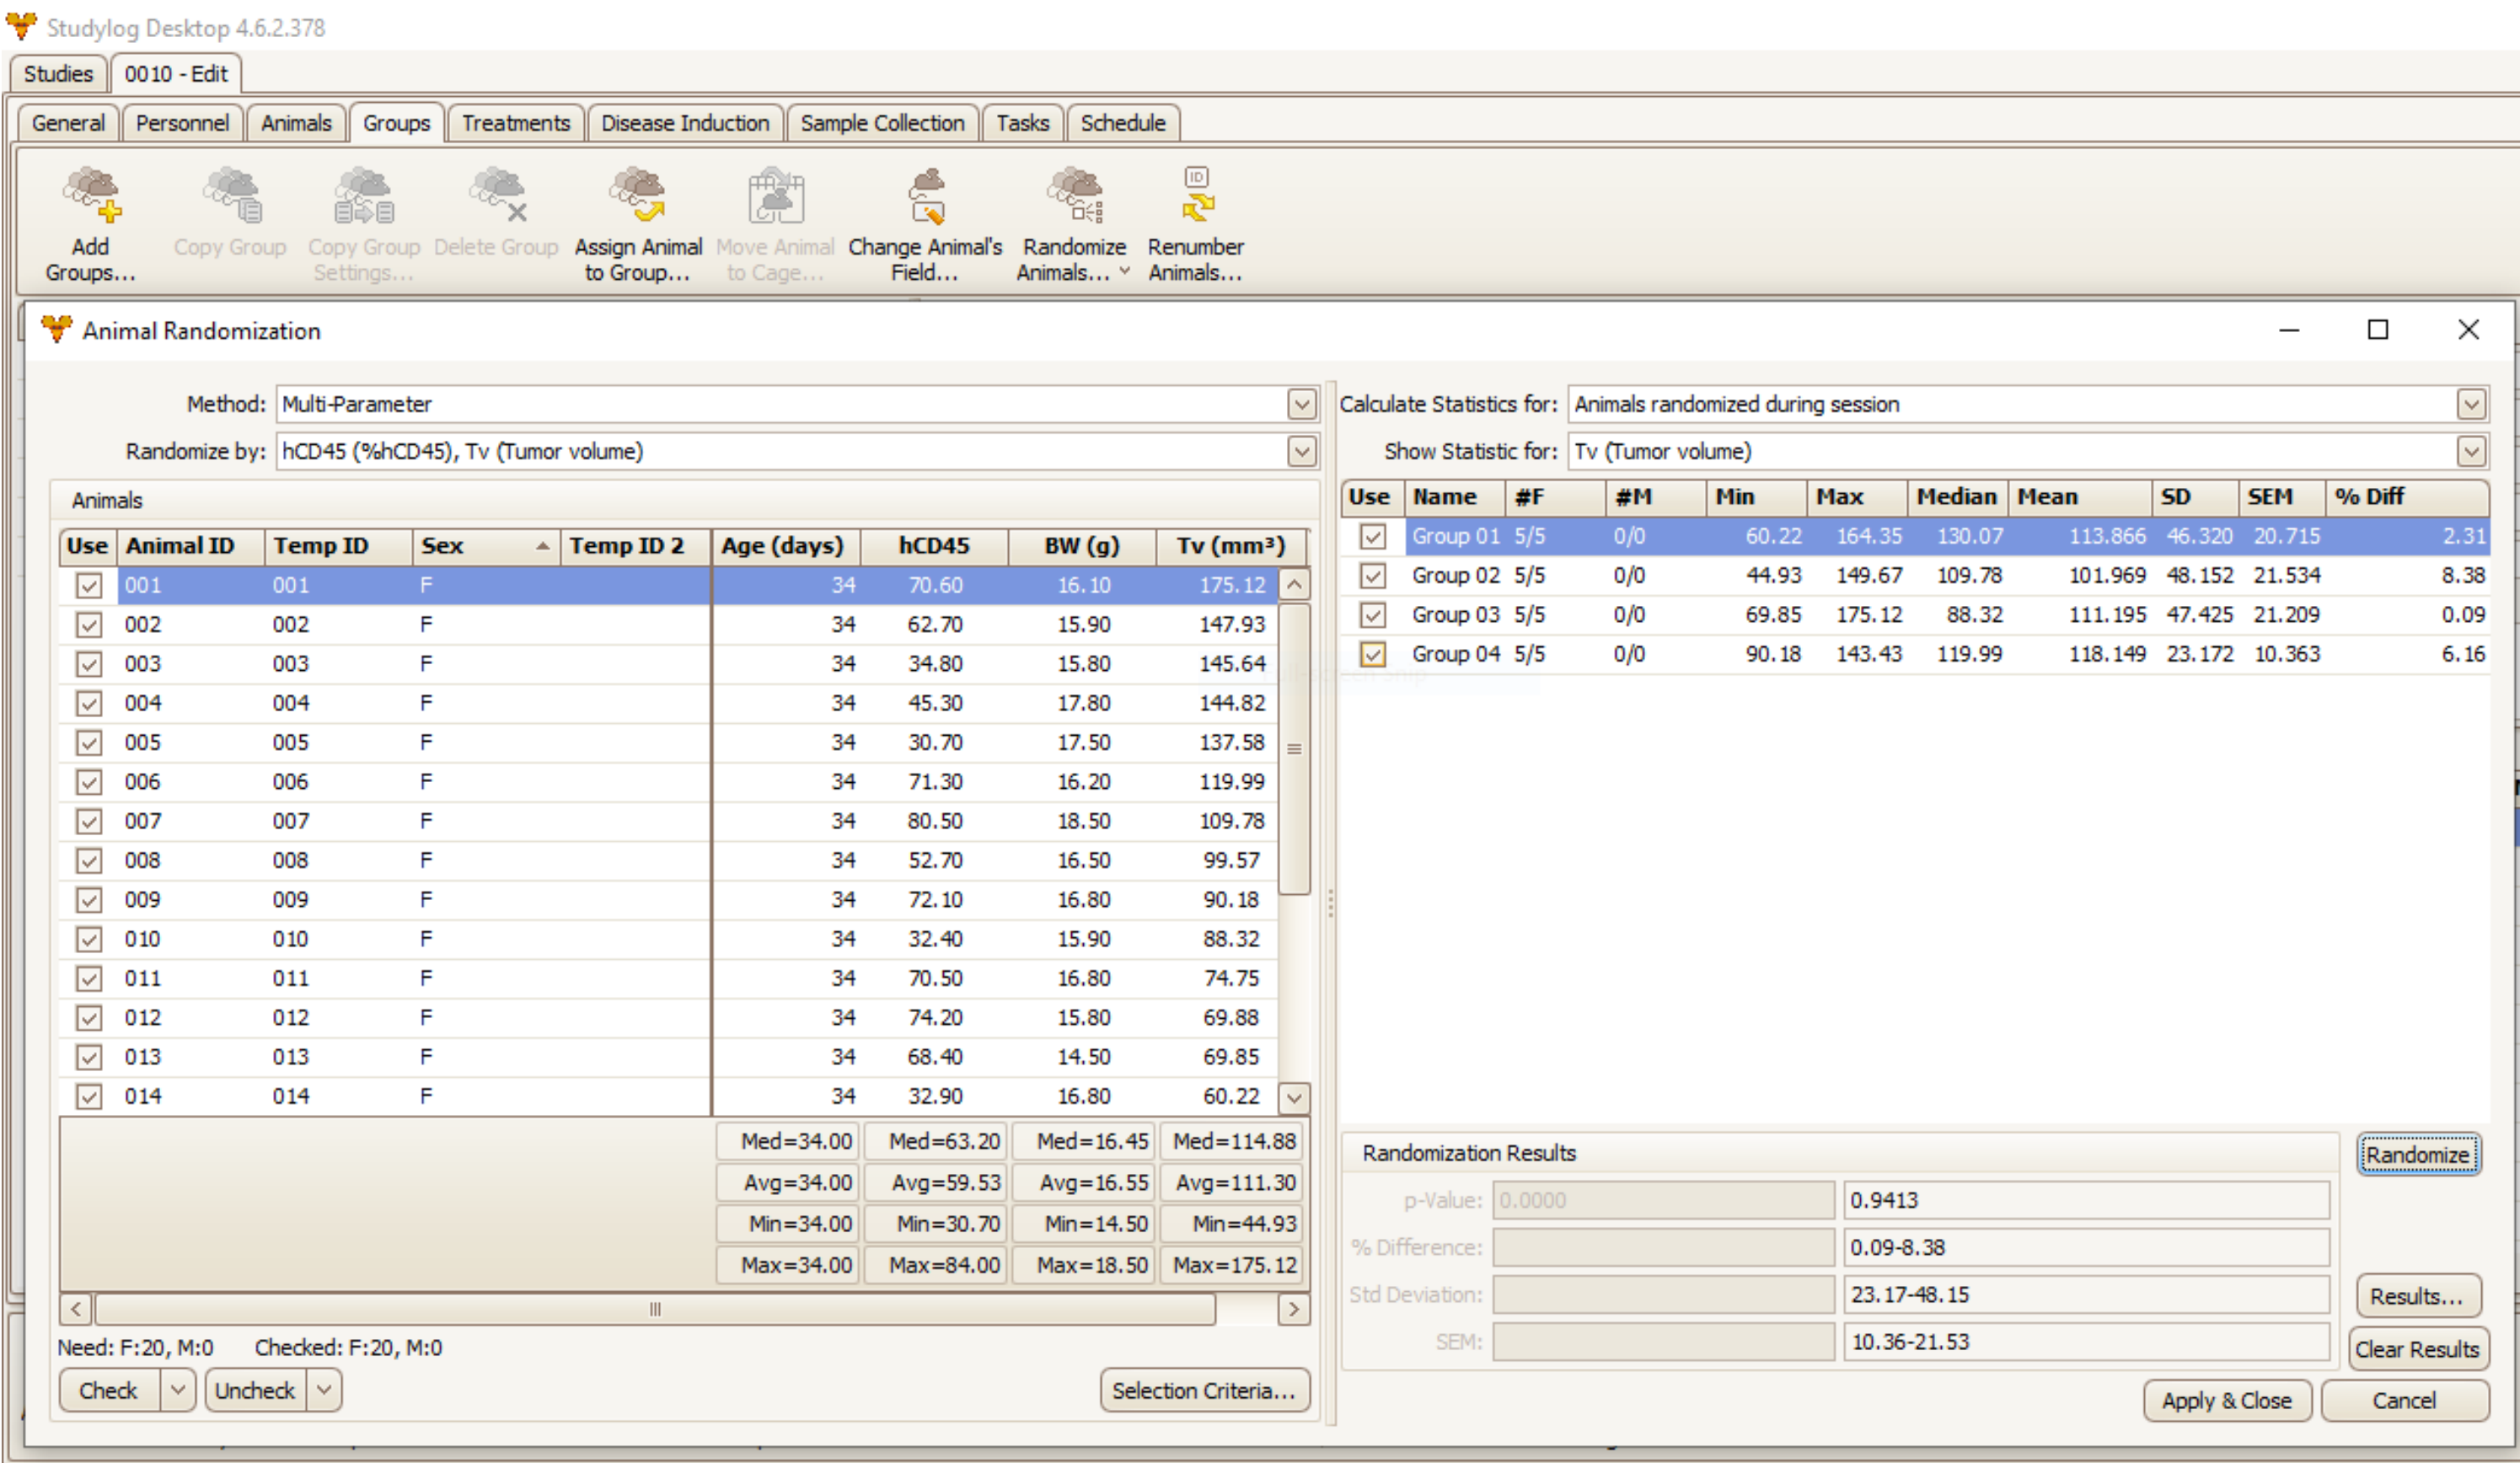 Studylog Desktop 4.6.2.378
Studies 0010 - Edit
General Personnel Animals Groups Treatments Disease Induction Sample Collection Tasks Schedule
Add Groups...
Copy Group
Copy Group Settings...
Delete Group
Assign Animal to Group...
Move Animal to Cage...
Change Animal's Field...
Randomize Animals...
Renumber Animals...
ID
Animal Randomization
Method: Multi-Parameter
Randomize by: hCD45 (%hCD45), Tv (Tumor volume)
Animals
Use Animal ID Temp ID Sex Temp ID 2 Age (days) hCD45 BW (g) Tv (mm³)
001 001 F 34 70.60 16.10 175.12
002 002 F 34 62.70 15.90 147.93
003 003 F 34 34.80 15.80 145.64
004 004 F 34 45.30 17.80 144.82
005 005 F 34 30.70 17.50 137.58
006 006 F 34 71.30 16.20 119.99
007 007 F 34 80.50 18.50 109.78
008 008 F 34 52.70 16.50 99.57
009 009 F 34 72.10 16.80 90.18
010 010 F 34 32.40 15.90 88.32
011 011 F 34 70.50 16.80 74.75
012 012 F 34 74.20 15.80 69.88
013 013 F 34 68.40 14.50 69.85
014 014 F 34 32.90 16.80 60.22
Med=34.00 Med=63.20 Med=16.45 Med=114.88
Avg=34.00 Avg=59.53 Avg=16.55 Avg=111.30
Min=34.00 Min=30.70 Min=14.50 Min=44.93
Max=34.00 Max=84.00 Max=18.50 Max=175.12
Need: F:20, M:0 Checked: F:20, M:0
Check Uncheck Selection Criteria...
Calculate Statistics for: Animals randomized during session
Show Statistic for: Tv (Tumor volume)
Use Name #F #M Min Max Median Mean SD SEM % Diff
Group 01 5/5 0/0 60.22 164.35 130.07 113.866 46.320 20.715 2.31
Group 02 5/5 0/0 44.93 149.67 109.78 101.969 48.152 21.534 8.38
Group 03 5/5 0/0 69.85 175.12 88.32 111.195 47.425 21.209 0.09
Group 04 5/5 0/0 90.18 143.43 119.99 118.149 23.172 10.363 6.16
Randomization Results
p-Value: 0.0000 0.9413
% Difference: 0.09-8.38
Std Deviation: 23.17-48.15
SEM: 10.36-21.53
Randomize
Results...
Clear Results
Apply & Close Cancel